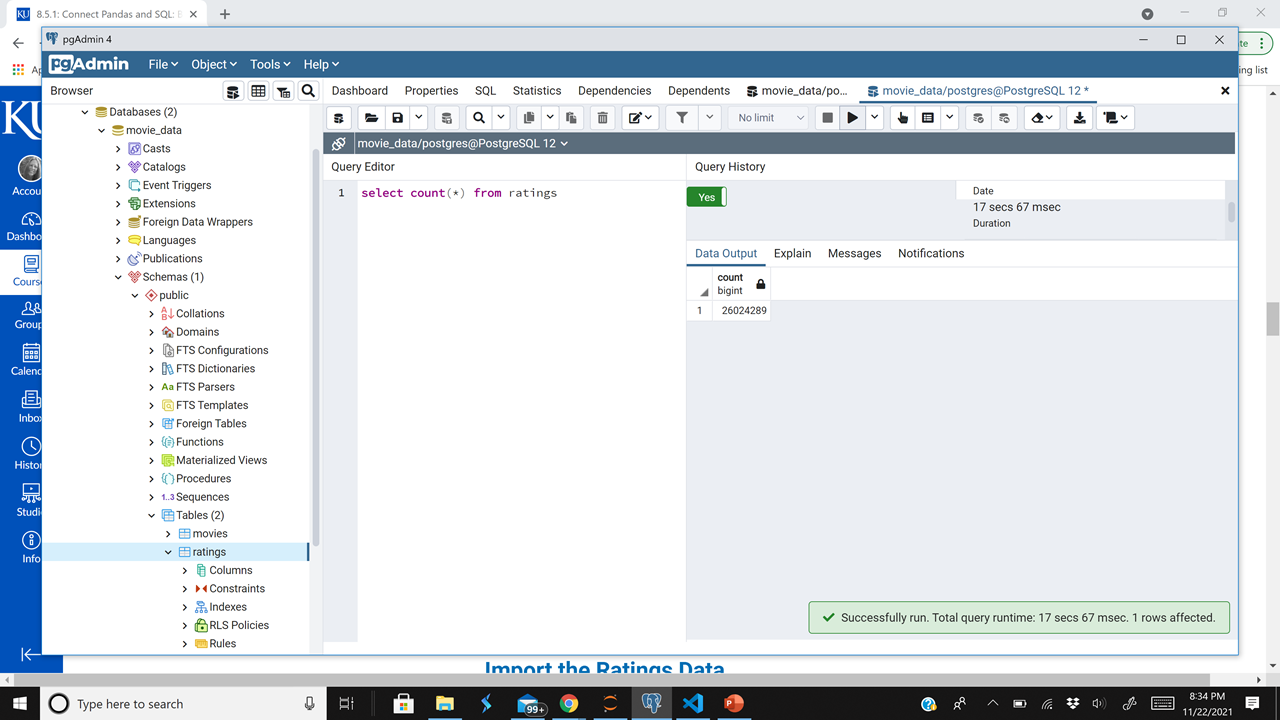 KU 8.5.1: Connect Pandas and SQL: B
pgAdmin 4
pgAdmin File Object Tools Help
Browser
Dashboard Properties SQL Statistics Dependencies Dependents movie_data/po... movie_data/postgres@PostgreSQL 12 *
No limit
movie_data/postgres@PostgreSQL 12
Query Editor
Query History
1 select count(*) from ratings
Yes
Date
17 secs 67 msec
Duration
Data Output Explain Messages Notifications
count
bigint
1 26024289
Successfully run. Total query runtime: 17 secs 67 msec. 1 rows affected.
Databases (2)
movie_data
Casts
Catalogs
Event Triggers
Extensions
Foreign Data Wrappers
Languages
Publications
Schemas (1)
public
Collations
Domains
FTS Configurations
FTS Dictionaries
Aa FTS Parsers
FTS Templates
Foreign Tables
Functions
Materialized Views
Procedures
1..3 Sequences
Tables (2)
movies
ratings
Columns
Constraints
Indexes
RLS Policies
Rules
KU
Accou
Dashbo
Course
Group
Calend
Inbox
Histor
Studi
Info
te
ing list
Import the Ratings Data
Type here to search
99+
8:34 PM
11/22/2021